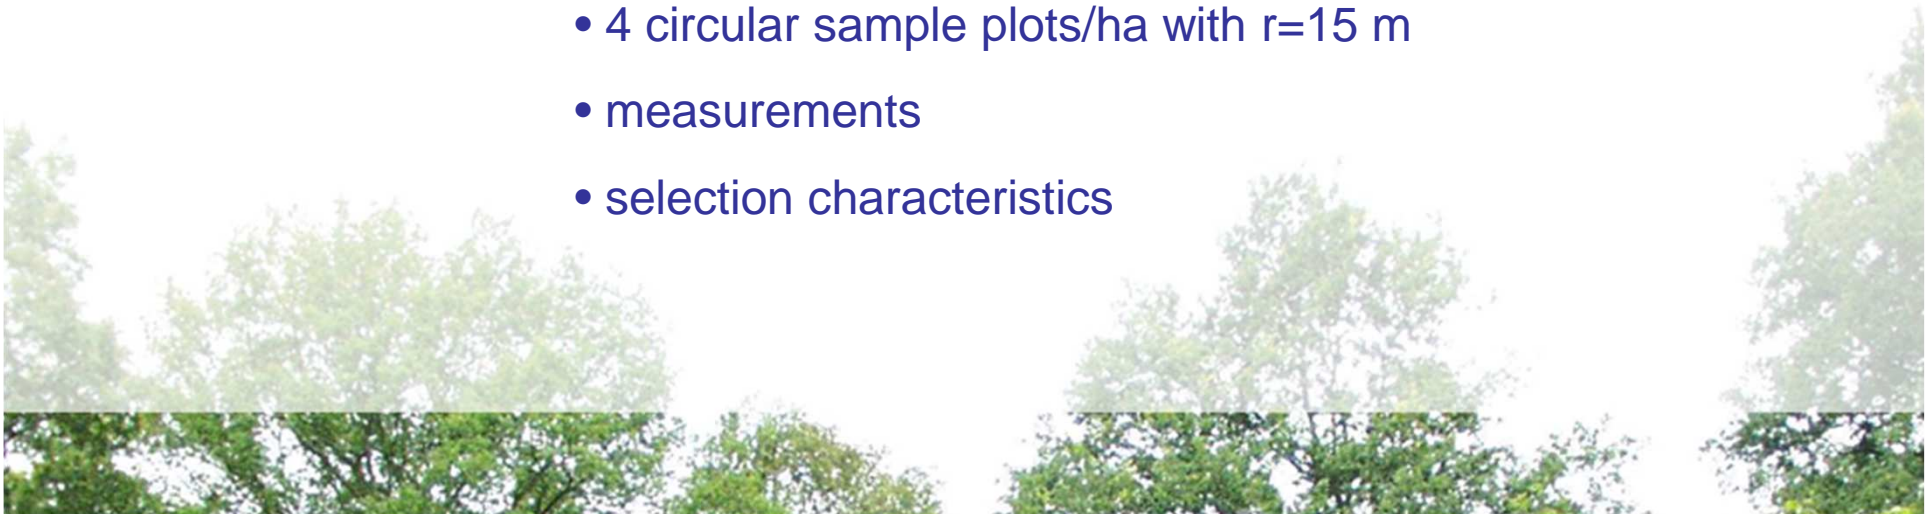 • 4 circular sample plots/ha with r=15 m
• measurements
• selection characteristics